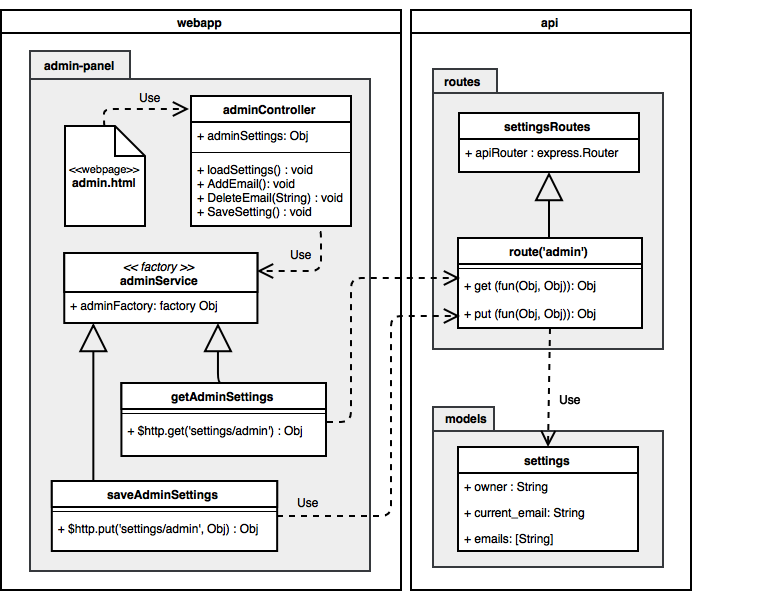 webapp
admin-panel
Use
adminController
+ adminSettings: Obj
+ loadSettings() : void
+ AddEmail(): void
+ DeleteEmail(String) : void
+ SaveSetting() : void
<<webpage>>
admin.html
Use
<< factory >>
adminService
+ adminFactory: factory Obj
getAdminSettings
+ $http.get('settings/admin') : Obj
saveAdminSettings
+ $http.put('settings/admin', Obj) : Obj
Use
api
routes
settingsRoutes
+ apiRouter : express.Router
route('admin')
+ get (fun(Obj, Obj)): Obj
+ put (fun(Obj, Obj)): Obj
Use
models
settings
+ owner : String
+ current_email: String
+ emails: [String]